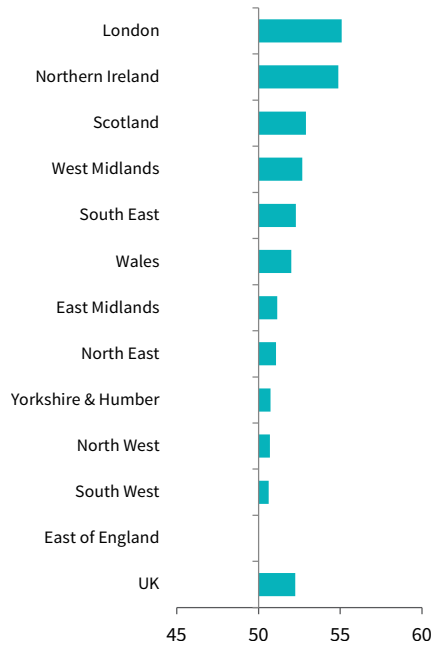 London
Northern Ireland
Scotland
West Midlands
South East
Wales
East Midlands
North East
Yorkshire & Humber
North West
South West
East of England
UK
45 50 55 60